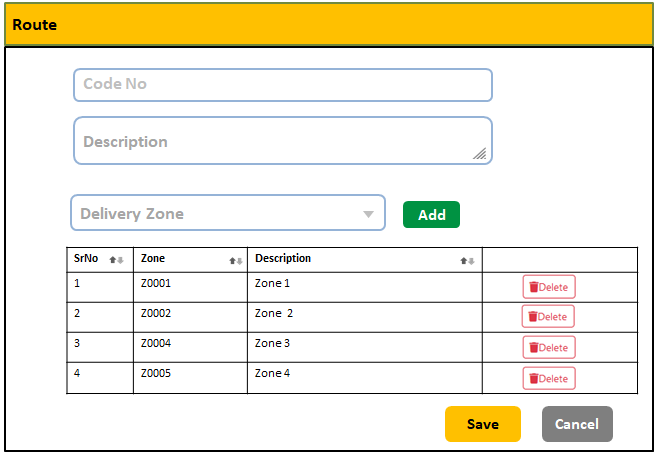 Route
Code No
Description
Delivery Zone
Add
SrNo Zone Description
1 Z0001 Zone 1 Delete
2 Z0002 Zone 2 Delete
3 Z0004 Zone 3 Delete
4 Z0005 Zone 4 Delete
Save Cancel